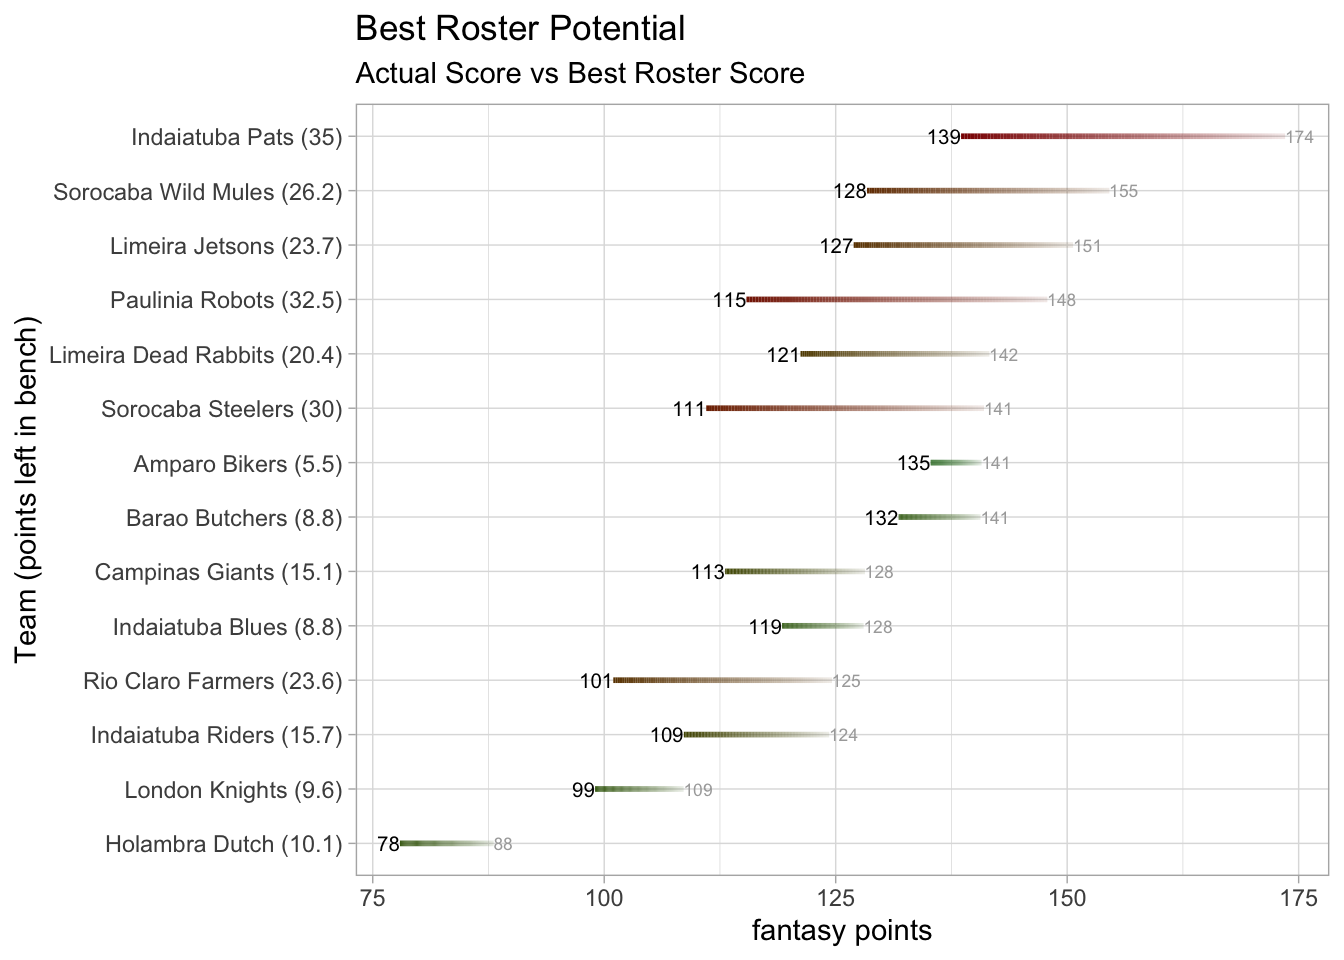 Best Roster Potential
Actual Score vs Best Roster Score
Team (points left in bench)
Indaiatuba Pats (35) 139 174
Sorocaba Wild Mules (26.2) 128 155
Limeira Jetsons (23.7) 127 151
Paulinia Robots (32.5) 115 148
Limeira Dead Rabbits (20.4) 121 142
Sorocaba Steelers (30) 111 141
Amparo Bikers (5.5) 135 141
Barao Butchers (8.8) 132 141
Campinas Giants (15.1) 113 128
Indaiatuba Blues (8.8) 119 128
Rio Claro Farmers (23.6) 101 125
Indaiatuba Riders (15.7) 109 124
London Knights (9.6) 99 109
Holambra Dutch (10.1) 78 88
75 100 125 150 175
fantasy points